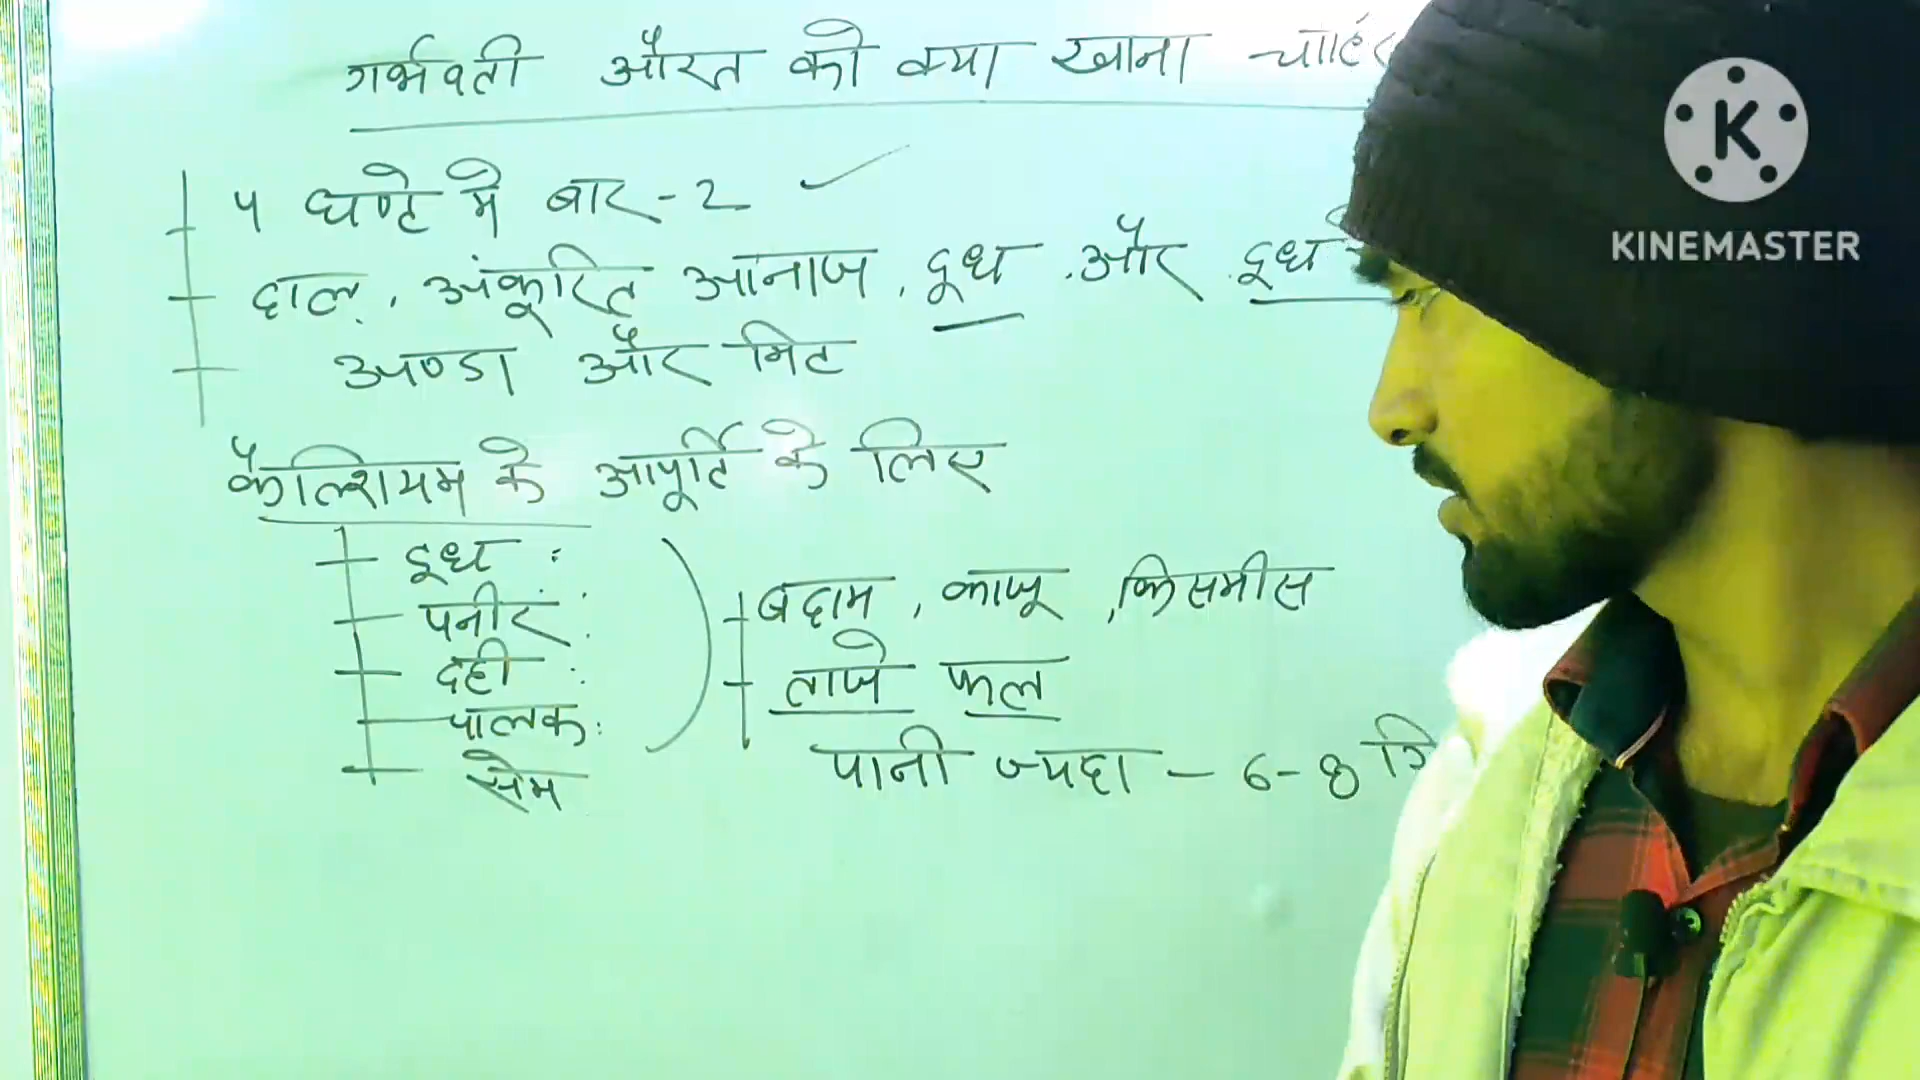 गर्भवती औरत को क्या खाना चाहि
KINEMASTER
५ घण्टे मे बार - 2
दाल, अंकूरित आनाज, दूध, और दूध
अण्डा और मिट
कैल्शियम के आपूर्ति के लिए
दूध :
पनीर :
दही :
पालक :
सेम
बदाम, काजू, किसमीस
ताजे फल
पानी ज्यदा - 6-8